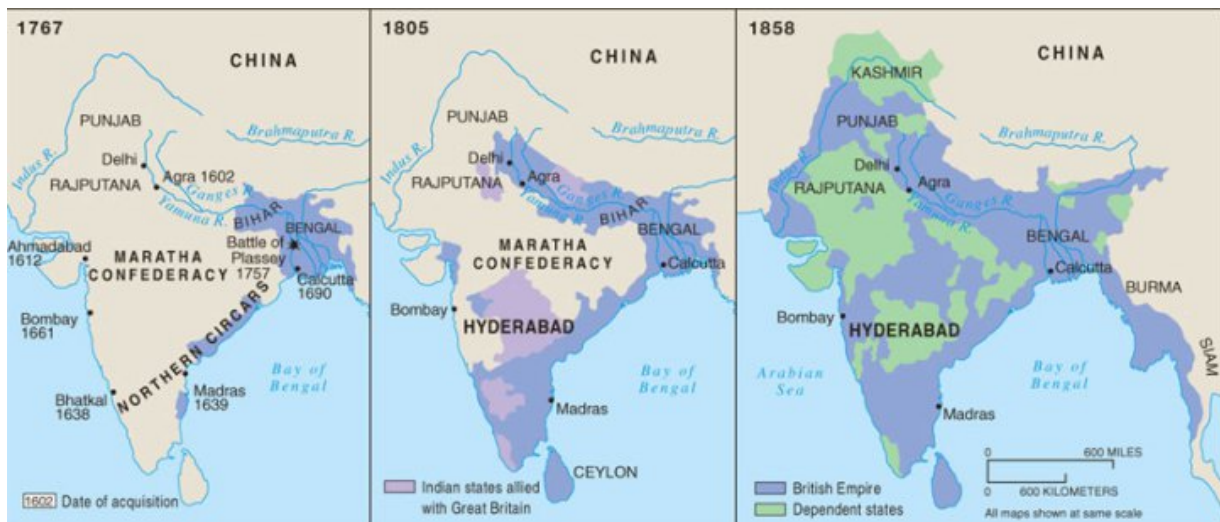 1767
CHINA
PUNJAB
Indus R.
Brahmaputra R.
Delhi
Agra 1602
RAJPUTANA
Ganges R.
Yamuna R.
BIHAR
BENGAL
Ahmadabad
1612
MARATHA
CONFEDERACY
Battle of
Plassey
1757
Calcutta
1690
Bombay
1661
NORTHERN CIRCARS
Bay of
Bengal
Bhatkal
1638
Madras
1639
1602 Date of acquisition
1805
CHINA
PUNJAB
Indus R.
Brahmaputra R.
Delhi
RAJPUTANA
Agra
Ganges R.
Yamuna R.
BIHAR
BENGAL
MARATHA
CONFEDERACY
Calcutta
Bombay
HYDERABAD
Bay of
Bengal
Madras
CEYLON
Indian states allied
with Great Britain
1858
CHINA
KASHMIR
PUNJAB
Brahmaputra R.
Indus R.
Delhi
RAJPUTANA
Agra
Ganges R.
Yamuna R.
BENGAL
Calcutta
BURMA
Bombay
HYDERABAD
SIAM
Arabian
Sea
Bay of
Bengal
Madras
0 600 MILES
0 600 KILOMETERS
British Empire
Dependent states
All maps shown at same scale